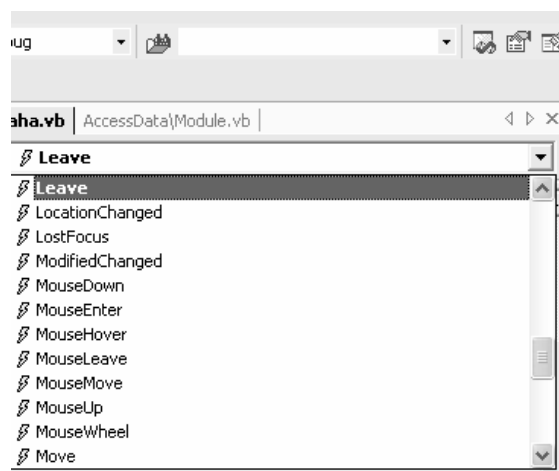 ug
aha.vb AccessData\Module.vb
Leave
Leave
LocationChanged
LostFocus
ModifiedChanged
MouseDown
MouseEnter
MouseHover
MouseLeave
MouseMove
MouseUp
MouseWheel
Move